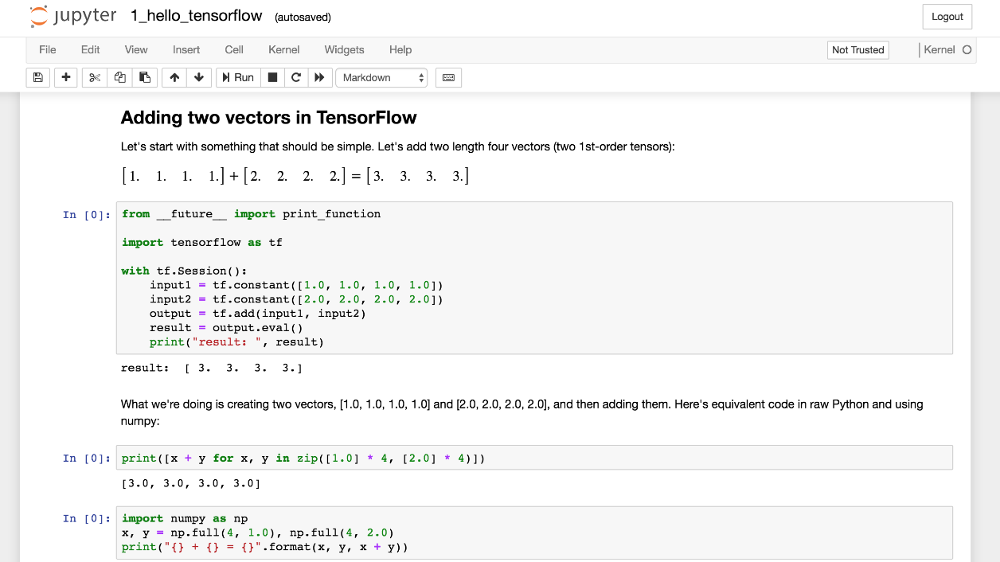 jupyter 1_hello_tensorflow (autosaved) Logout
File Edit View Insert Cell Kernel Widgets Help Not Trusted Kernel
Run Markdown
Adding two vectors in TensorFlow
Let's start with something that should be simple. Let's add two length four vectors (two 1st-order tensors):
[1. 1. 1. 1.] + [2. 2. 2. 2.] = [3. 3. 3. 3.]
In [0]: from __future__ import print_function
import tensorflow as tf
with tf.Session():
    input1 = tf.constant([1.0, 1.0, 1.0, 1.0])
    input2 = tf.constant([2.0, 2.0, 2.0, 2.0])
    output = tf.add(input1, input2)
    result = output.eval()
    print("result: ", result)
result:  [ 3.  3.  3.  3.]
What we're doing is creating two vectors, [1.0, 1.0, 1.0, 1.0] and [2.0, 2.0, 2.0, 2.0], and then adding them. Here's equivalent code in raw Python and using
numpy:
In [0]: print([x + y for x, y in zip([1.0] * 4, [2.0] * 4)])
[3.0, 3.0, 3.0, 3.0]
In [0]: import numpy as np
x, y = np.full(4, 1.0), np.full(4, 2.0)
print("{} + {} = {}".format(x, y, x + y))